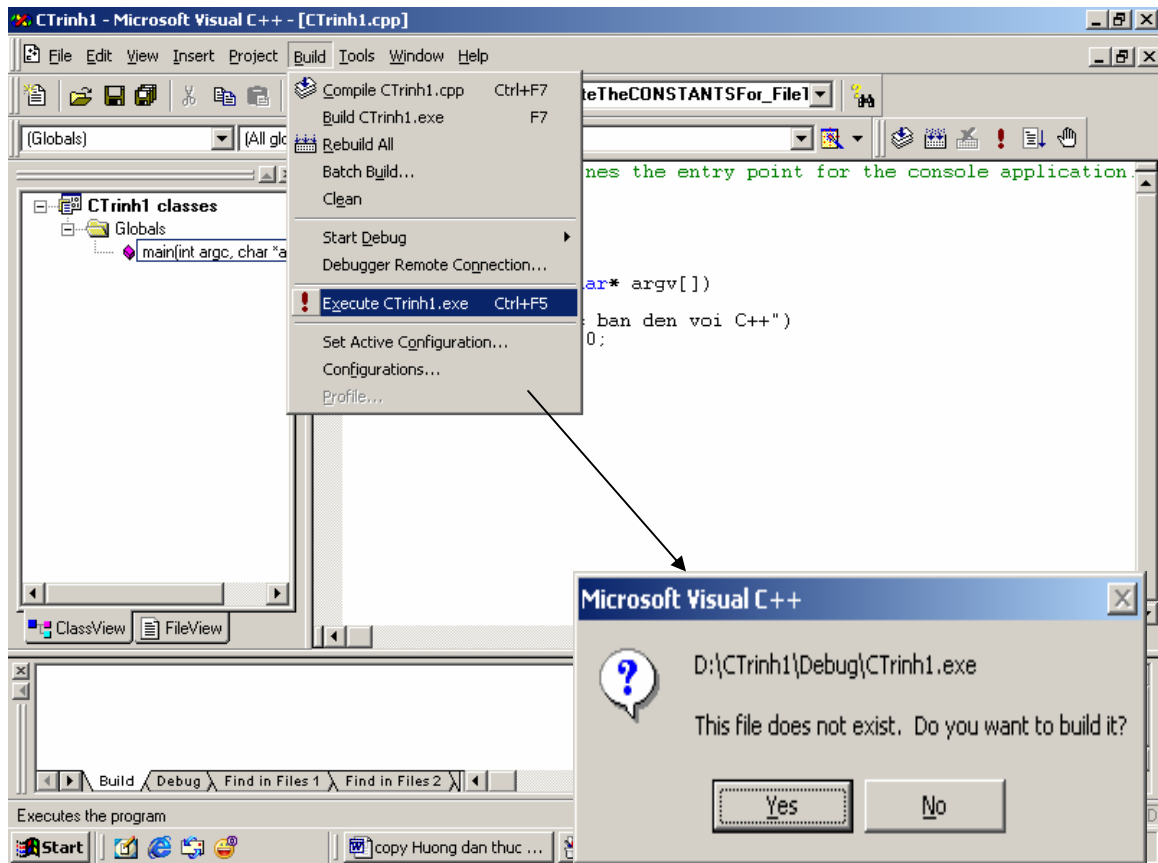 CTrinh1 - Microsoft Visual C++ - [CTrinh1.cpp]
File Edit View Insert Project Build Tools Window Help
Compile CTrinh1.cpp Ctrl+F7
Build CTrinh1.exe F7
Rebuild All
Batch Build...
Clean
Start Debug
Debugger Remote Connection...
Execute CTrinh1.exe Ctrl+F5
Set Active Configuration...
Configurations...
Profile...
teTheCONSTANTSFor_FileT
(Globals) (All glo
CTrinh1 classes
Globals
main(int argc, char *a
nes the entry point for the console application.
ar* argv[])
ban den voi C++")
0;
ClassView FileView
Microsoft Visual C++
D:\CTrinh1\Debug\CTrinh1.exe
This file does not exist. Do you want to build it?
Yes No
Build Debug Find in Files 1 Find in Files 2
Executes the program
Start copy Huong dan thuc ...